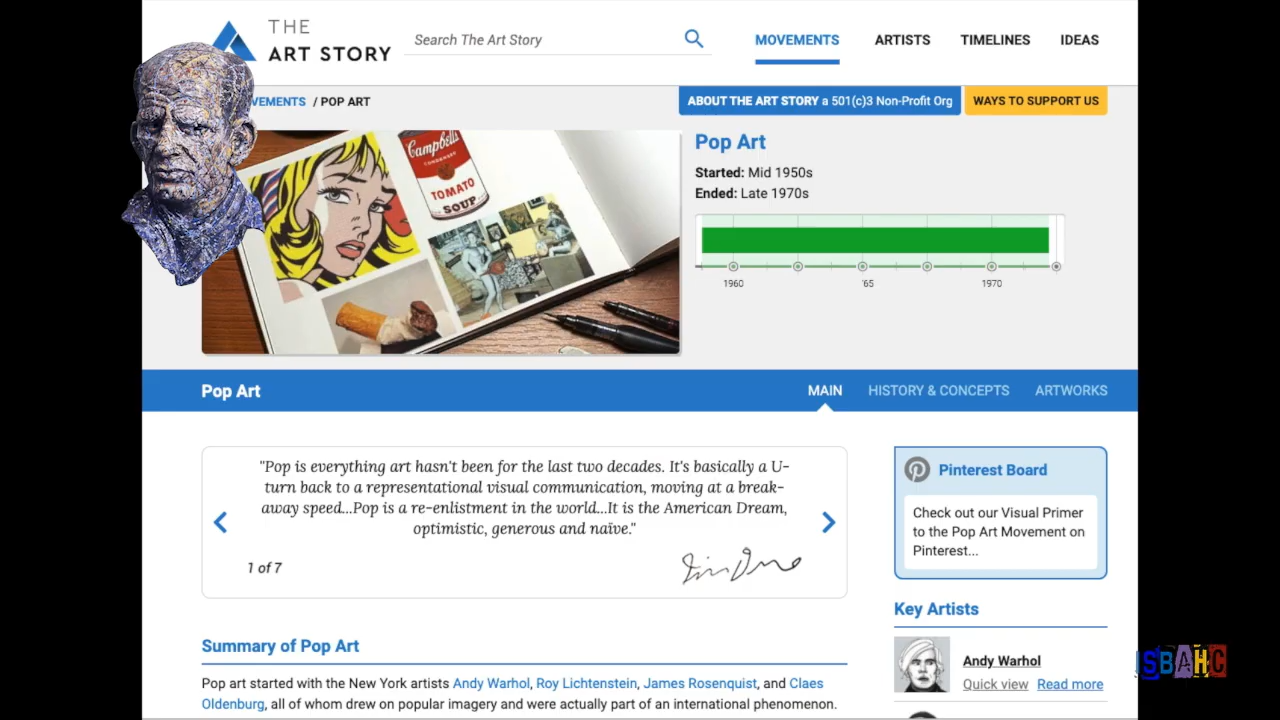 THE
ART STORY
Search The Art Story
MOVEMENTS
ARTISTS
TIMELINES
IDEAS
VEMENTS / POP ART
ABOUT THE ART STORY a 501(c)3 Non-Profit Org
WAYS TO SUPPORT US
Campbell's
CONDENSED
TOMATO
SOUP
Pop Art
Started: Mid 1950s
Ended: Late 1970s
1960
'65
1970
Pop Art
MAIN
HISTORY & CONCEPTS
ARTWORKS
"Pop is everything art hasn't been for the last two decades. It's basically a U-
turn back to a representational visual communication, moving at a break-
away speed...Pop is a re-enlistment in the world...It is the American Dream,
optimistic, generous and naïve."
1 of 7
Pinterest Board
Check out our Visual Primer
to the Pop Art Movement on
Pinterest...
Key Artists
Andy Warhol
Quick view Read more
Summary of Pop Art
Pop art started with the New York artists Andy Warhol, Roy Lichtenstein, James Rosenquist, and Claes
Oldenburg, all of whom drew on popular imagery and were actually part of an international phenomenon.
SBAHC